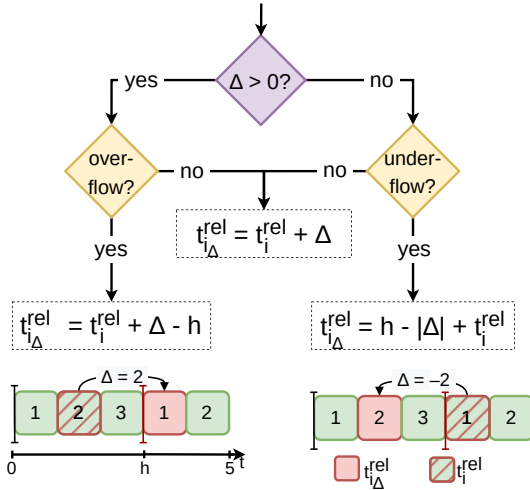 Δ > 0?
yes
no
over-
flow?
no
no
under-
flow?
t_{i_Δ}^{rel} = t_i^{rel} + Δ
yes
yes
t_{i_Δ}^{rel} = t_i^{rel} + Δ - h
t_{i_Δ}^{rel} = h - |Δ| + t_i^{rel}
Δ = 2
1 2 3 1 2
0 h 5 t
Δ = –2
1 2 3 1 2
t_{i_Δ}^{rel} t_i^{rel}